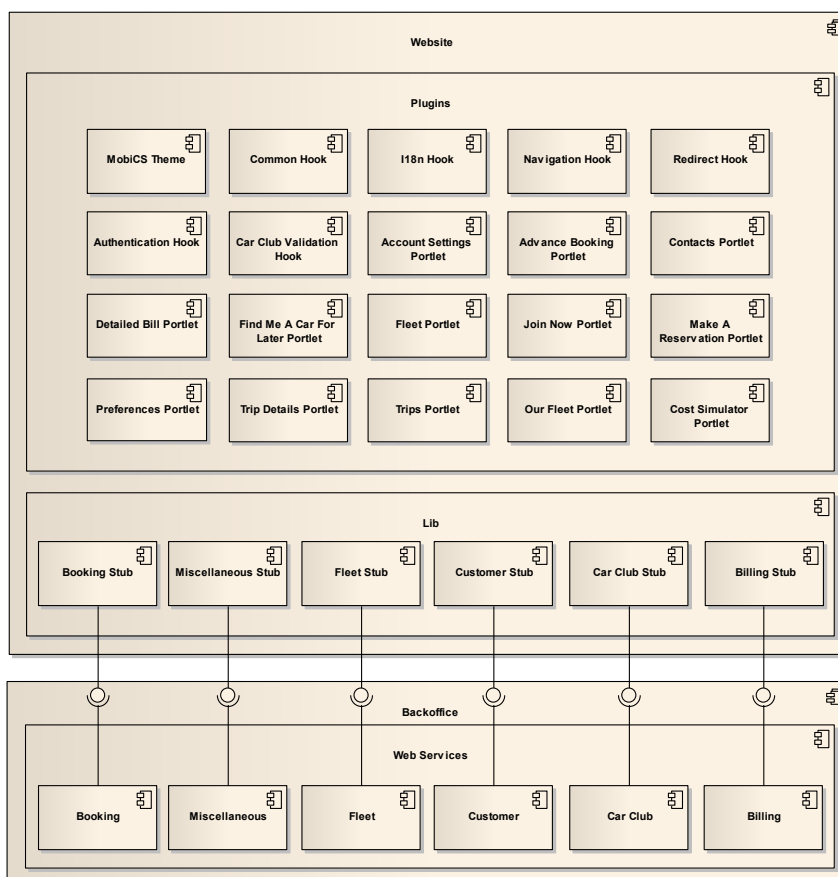 Website
Plugins
MobiCS Theme
Common Hook
I18n Hook
Navigation Hook
Redirect Hook
Authentication Hook
Car Club Validation
Hook
Account Settings
Portlet
Advance Booking
Portlet
Contacts Portlet
Detailed Bill Portlet
Find Me A Car For
Later Portlet
Fleet Portlet
Join Now Portlet
Make A
Reservation Portlet
Preferences Portlet
Trip Details Portlet
Trips Portlet
Our Fleet Portlet
Cost Simulator
Portlet
Lib
Booking Stub
Miscellaneous Stub
Fleet Stub
Customer Stub
Car Club Stub
Billing Stub
Backoffice
Web Services
Booking
Miscellaneous
Fleet
Customer
Car Club
Billing